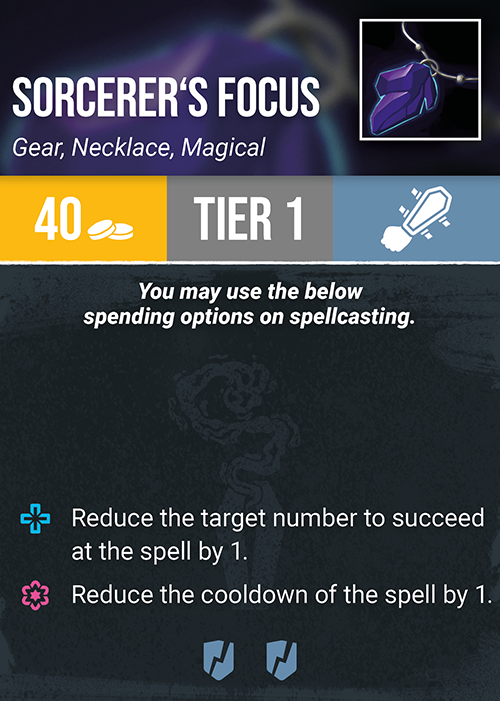 SORCERER‘S FOCUS
Gear, Necklace, Magical
40
TIER 1
You may use the below
spending options on spellcasting.
Reduce the target number to succeed
at the spell by 1.
Reduce the cooldown of the spell by 1.